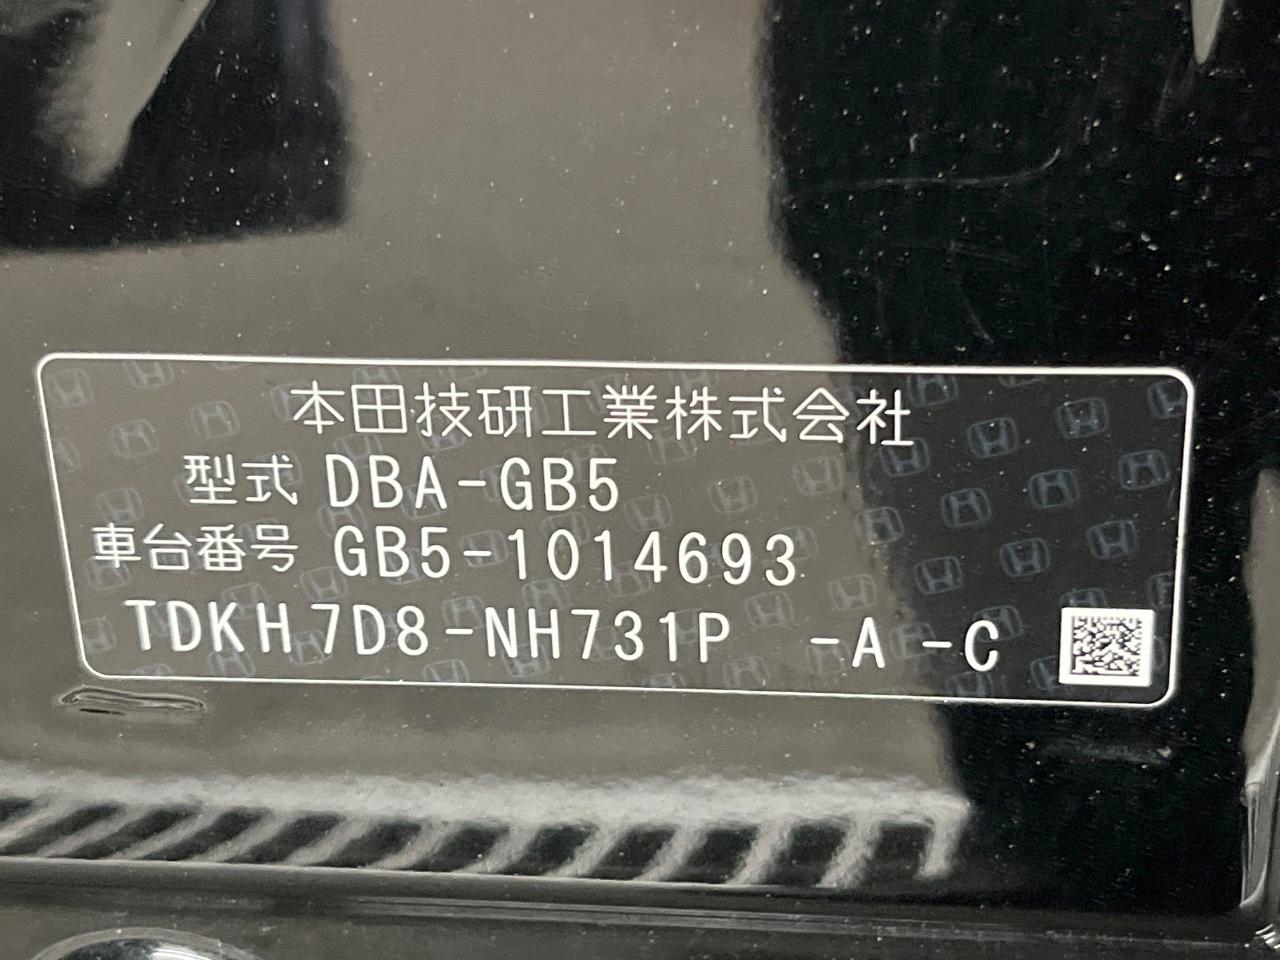 本田技研工業株式会社
型式 DBA-GB5
車台番号 GB5-1014693
TDKH7D8-NH731P -A -C